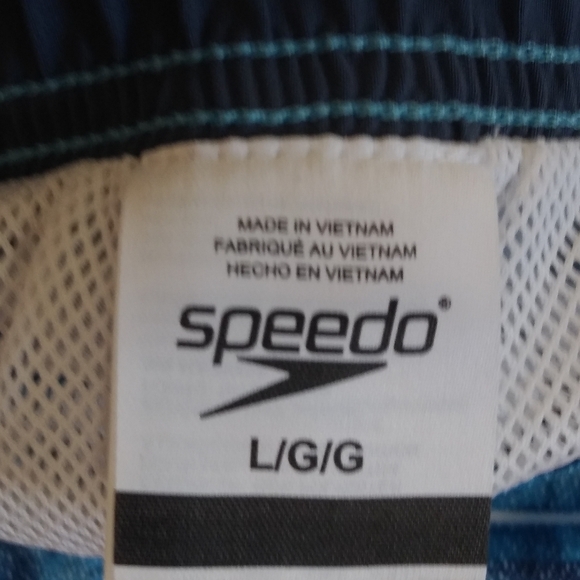 MADE IN VIETNAM
FABRIQUÉ AU VIETNAM
HECHO EN VIETNAM
speedo®
L/G/G